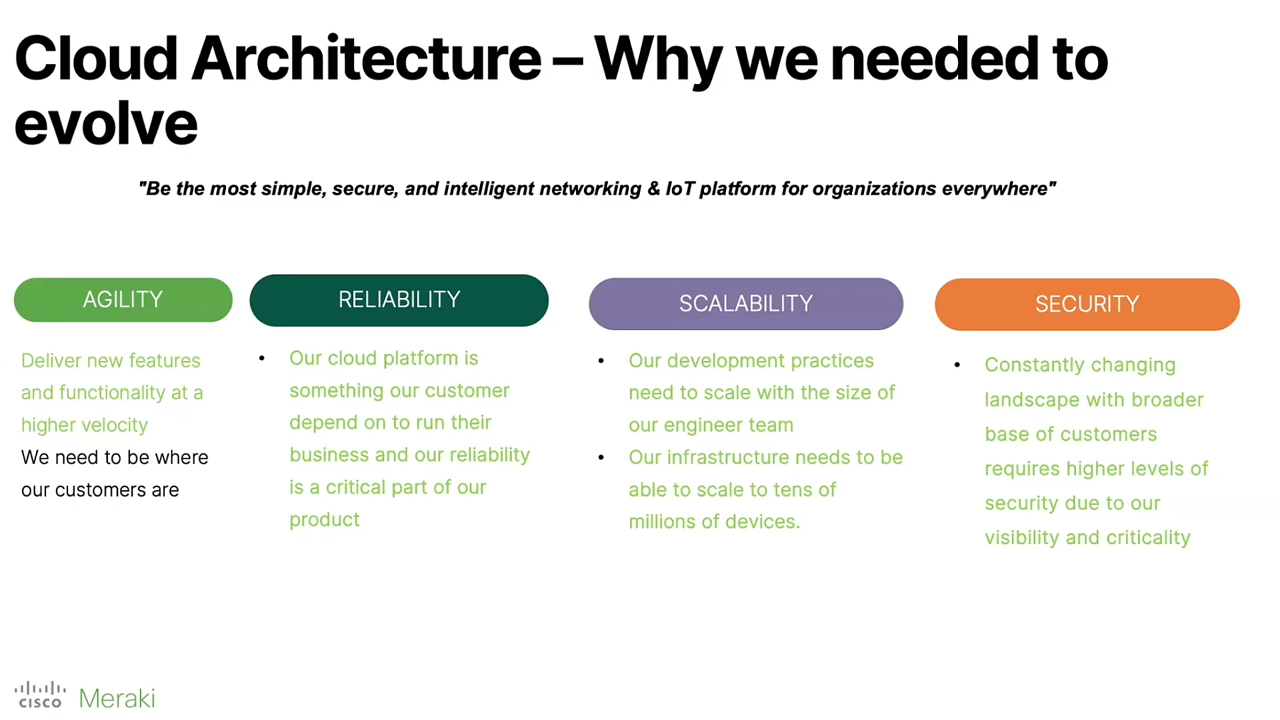 Cloud Architecture – Why we needed to
evolve
"Be the most simple, secure, and intelligent networking & IoT platform for organizations everywhere"
AGILITY
Deliver new features
and functionality at a
higher velocity
We need to be where
our customers are
RELIABILITY
• Our cloud platform is
something our customer
depend on to run their
business and our reliability
is a critical part of our
product
SCALABILITY
• Our development practices
need to scale with the size of
our engineer team
• Our infrastructure needs to be
able to scale to tens of
millions of devices.
SECURITY
• Constantly changing
landscape with broader
base of customers
requires higher levels of
security due to our
visibility and criticality
CISCO Meraki